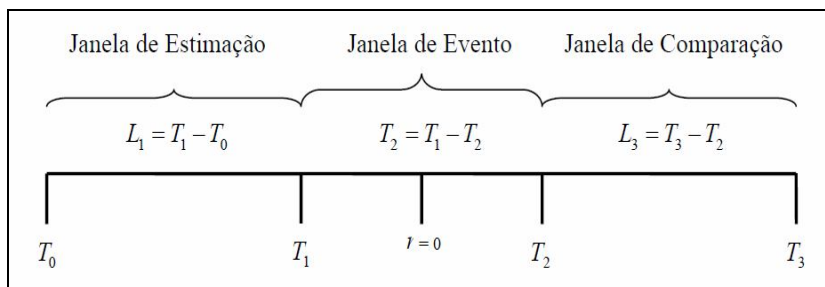 Janela de Estimação Janela de Evento Janela de Comparação
L₁ = T₁ − T₀ T₂ = T₁ − T₂ L₃ = T₃ − T₂
T₀ T₁ r = 0 T₂ T₃